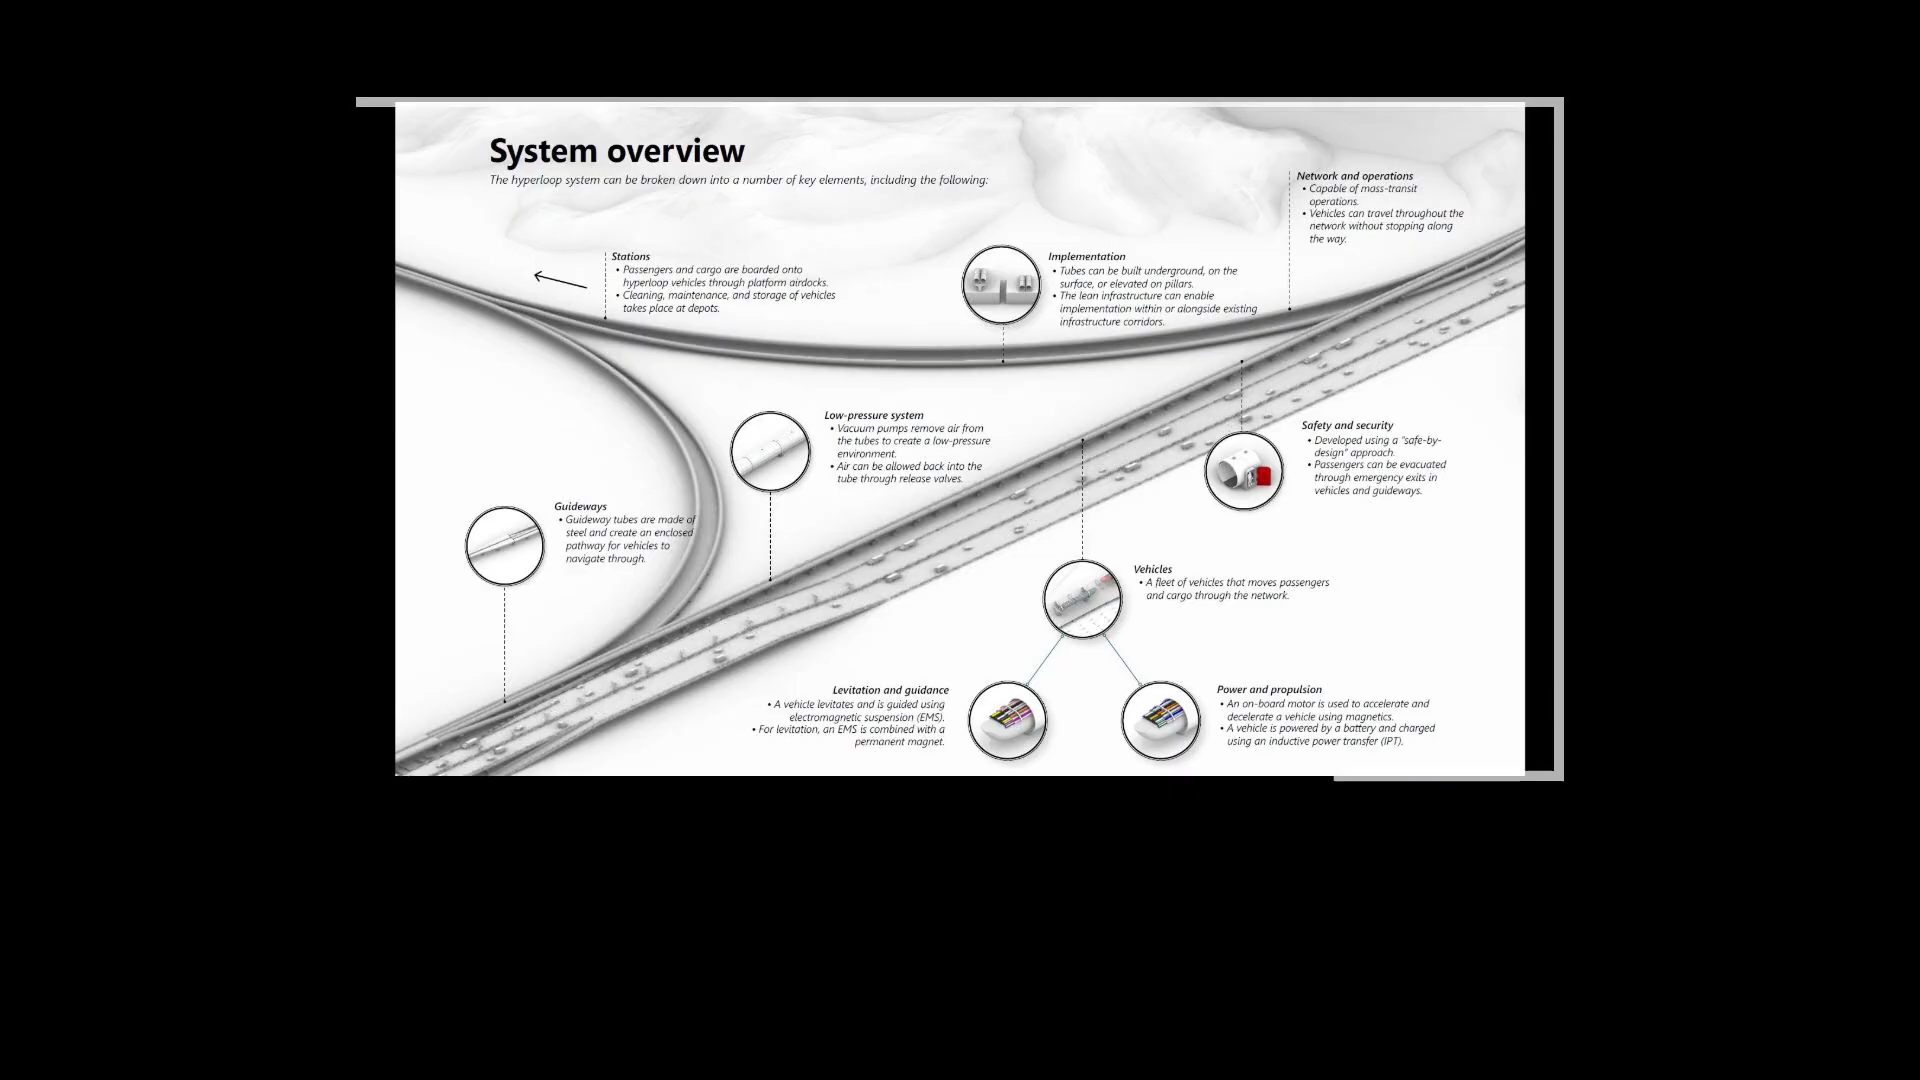 System overview
The hyperloop system can be broken down into a number of key elements, including the following:
Network and operations
• Capable of mass-transit
operations.
• Vehicles can travel throughout the
network without stopping along
the way.
Stations
• Passengers and cargo are boarded onto
hyperloop vehicles through platform airdocks.
• Cleaning, maintenance, and storage of vehicles
takes place at depots.
Implementation
• Tubes can be built underground, on the
surface, or elevated on pillars.
• The lean infrastructure can enable
implementation within or alongside existing
infrastructure corridors.
Low-pressure system
• Vacuum pumps remove air from
the tubes to create a low-pressure
environment.
• Air can be allowed back into the
tube through release valves.
Safety and security
• Developed using a "safe-by-
design" approach.
• Passengers can be evacuated
through emergency exits in
vehicles and guideways.
Guideways
• Guideway tubes are made of
steel and create an enclosed
pathway for vehicles to
navigate through.
Vehicles
• A fleet of vehicles that moves passengers
and cargo through the network.
Levitation and guidance
• A vehicle levitates and is guided using
electromagnetic suspension (EMS).
• For levitation, an EMS is combined with a
permanent magnet.
Power and propulsion
• An on-board motor is used to accelerate and
decelerate a vehicle using magnetics.
• A vehicle is powered by a battery and charged
using an inductive power transfer (IPT).